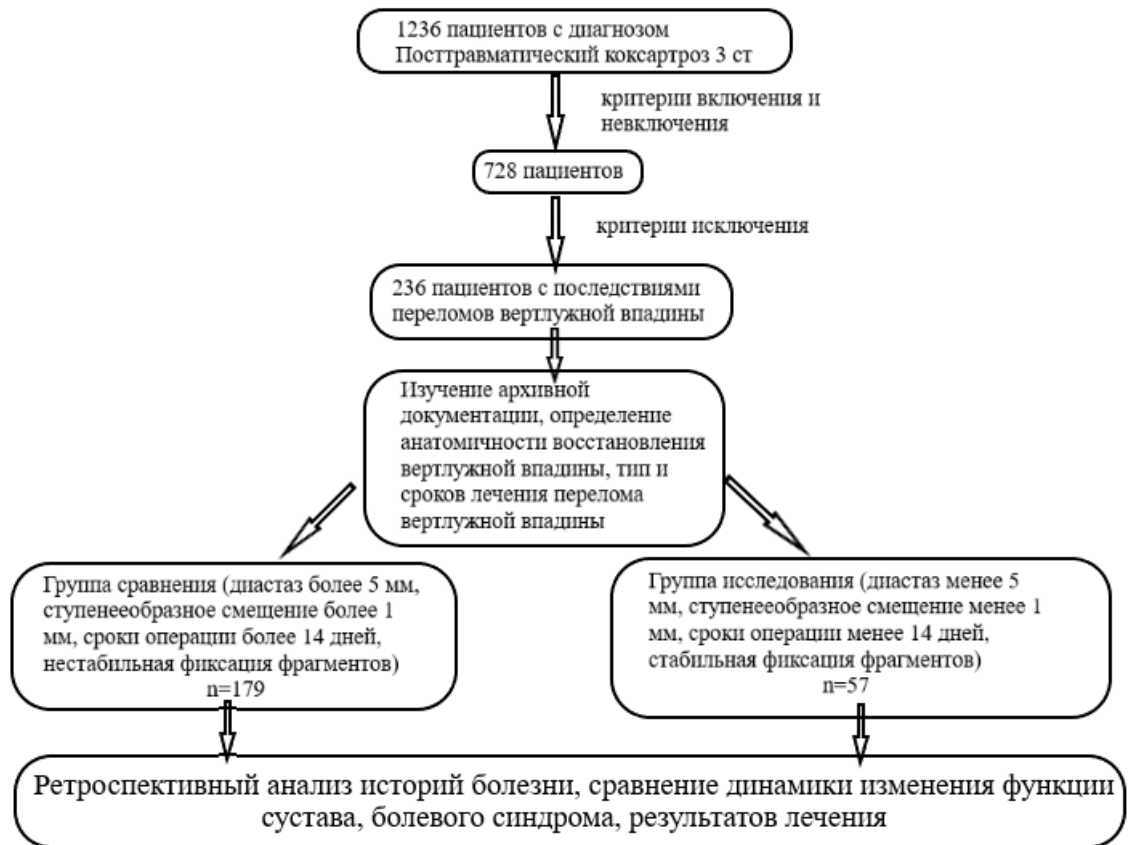 1236 пациентов с диагнозом
Посттравматический коксартроз 3 ст
критерии включения и
невключения
728 пациентов
критерии исключения
236 пациентов с последствиями
переломов вертлужной впадины
Изучение архивной
документации, определение
анатомичности восстановления
вертлужной впадины, тип и
сроков лечения перелома
вертлужной впадины
Группа сравнения (диастаз более 5 мм,
ступенееобразное смещение более 1
мм, сроки операции более 14 дней,
нестабильная фиксация фрагментов)
n=179
Группа исследования (диастаз менее 5
мм, ступенееобразное смещение менее 1
мм, сроки операции менее 14 дней,
стабильная фиксация фрагментов)
n=57
Ретроспективный анализ историй болезни, сравнение динамики изменения функции
сустава, болевого синдрома, результатов лечения